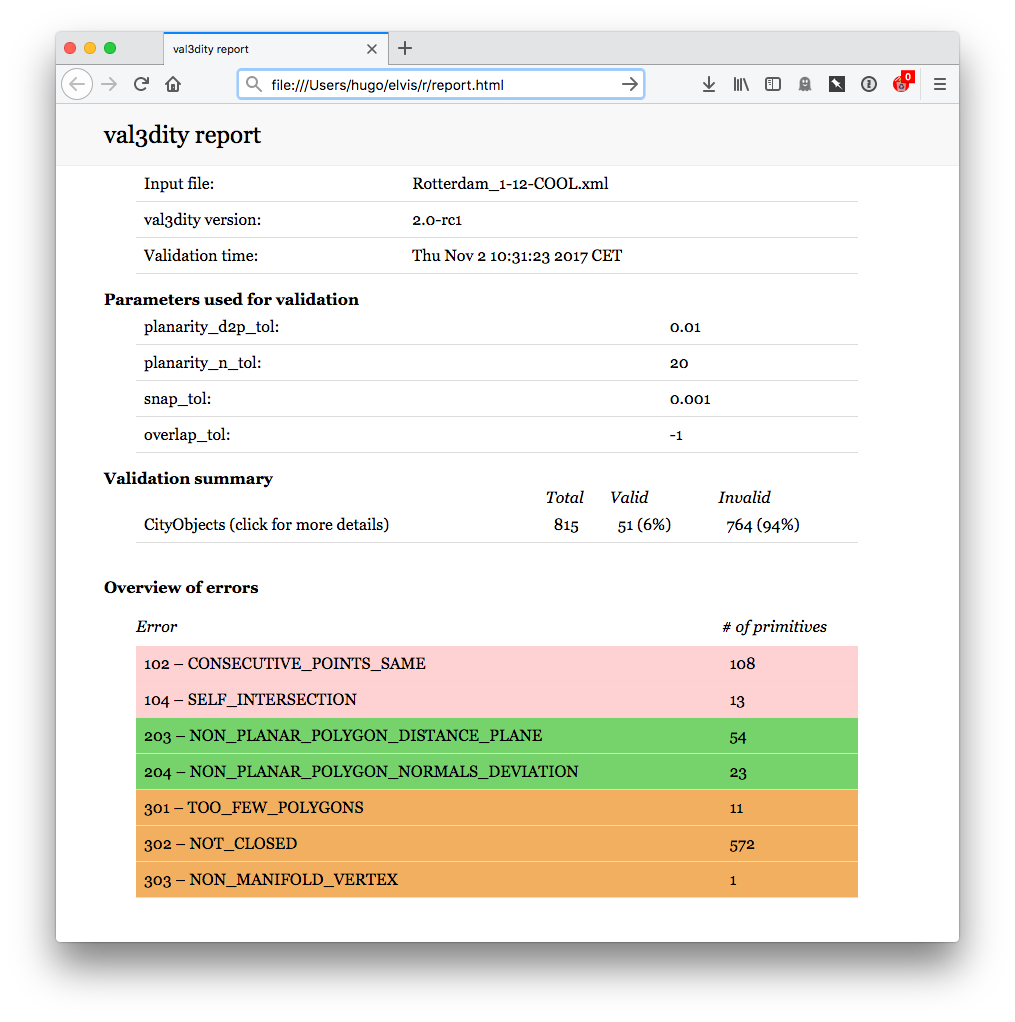 val3dity report
file:///Users/hugo/elvis/r/report.html
0
val3dity report
Input file: Rotterdam_1-12-COOL.xml
val3dity version: 2.0-rc1
Validation time: Thu Nov 2 10:31:23 2017 CET
Parameters used for validation
planarity_d2p_tol: 0.01
planarity_n_tol: 20
snap_tol: 0.001
overlap_tol: -1
Validation summary
Total Valid Invalid
CityObjects (click for more details) 815 51 (6%) 764 (94%)
Overview of errors
Error # of primitives
102 – CONSECUTIVE_POINTS_SAME 108
104 – SELF_INTERSECTION 13
203 – NON_PLANAR_POLYGON_DISTANCE_PLANE 54
204 – NON_PLANAR_POLYGON_NORMALS_DEVIATION 23
301 – TOO_FEW_POLYGONS 11
302 – NOT_CLOSED 572
303 – NON_MANIFOLD_VERTEX 1